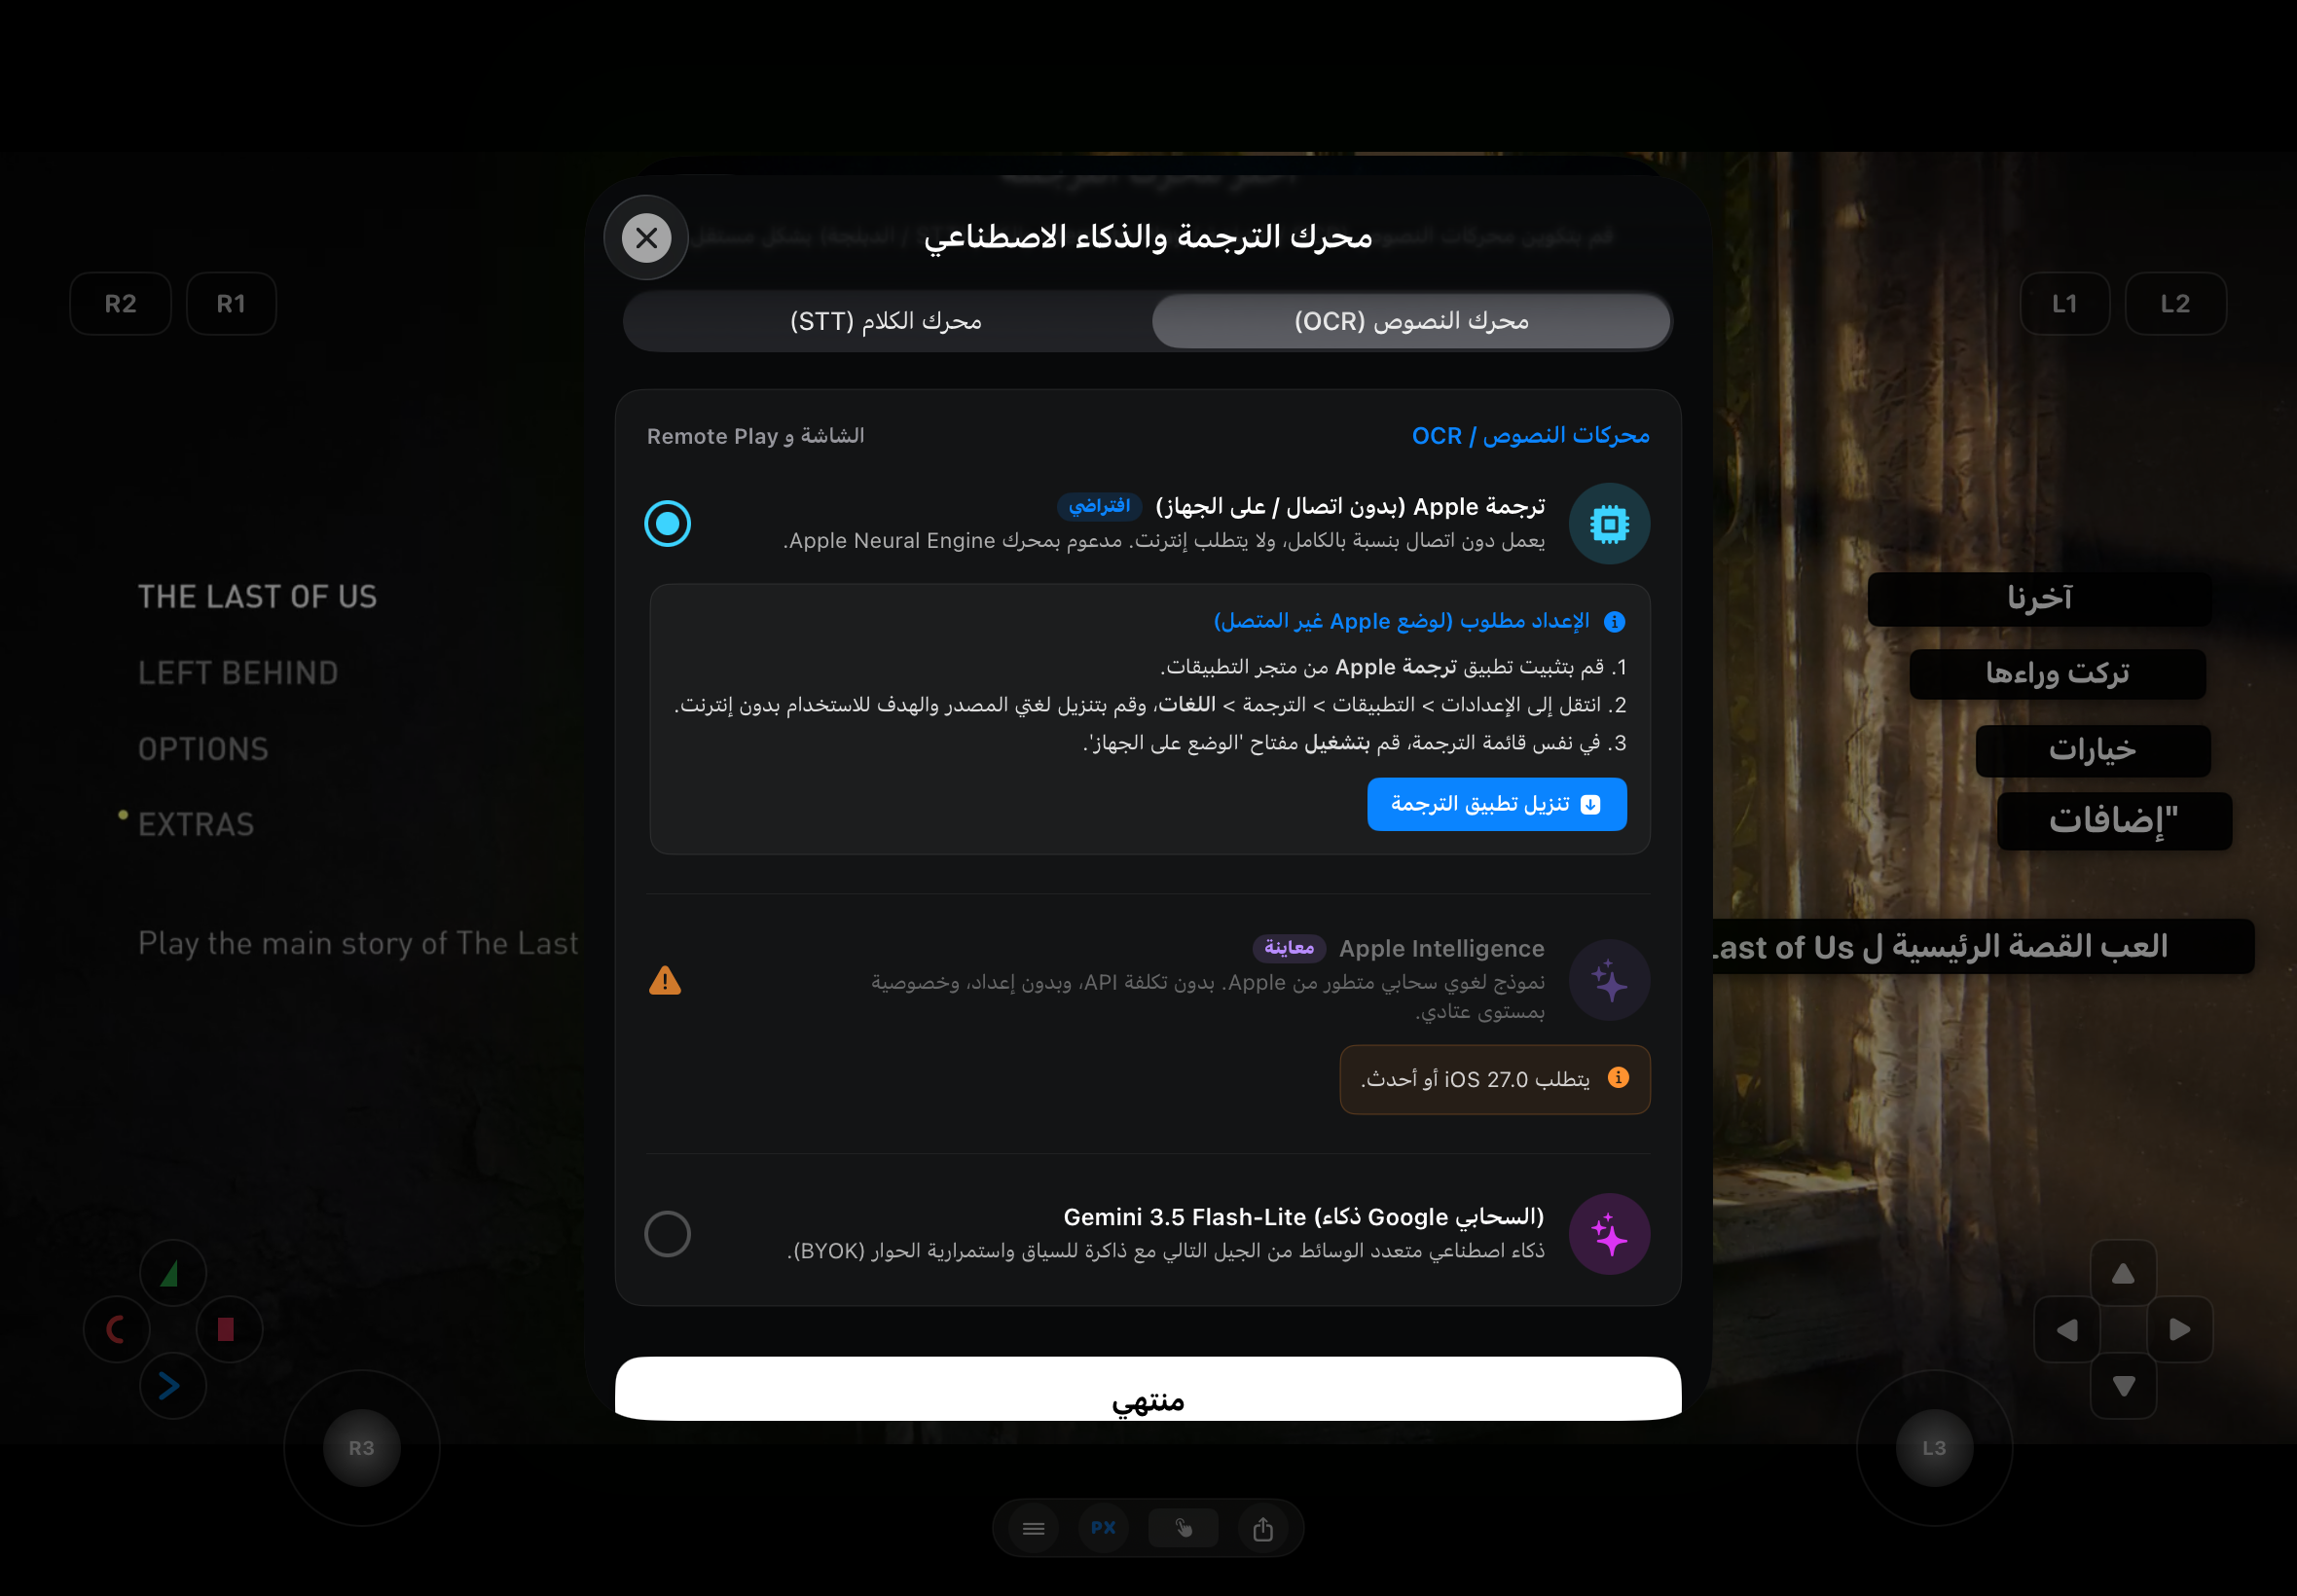 محرك الترجمة والذكاء الاصطناعي
محرك النصوص (OCR)
محرك الكلام (STT)
R2
R1
L1
L2
محركات النصوص / OCR
الشاشة و Remote Play
ترجمة Apple (بدون اتصال / على الجهاز)
افتراضي
يعمل دون اتصال بنسبة بالكامل، ولا يتطلب إنترنت. مدعوم بمحرك Apple Neural Engine.
الإعداد مطلوب (لوضع Apple غير المتصل)
1. قم بتثبيت تطبيق ترجمة Apple من متجر التطبيقات.
2. انتقل إلى الإعدادات > التطبيقات > الترجمة > اللغات، وقم بتنزيل لغتي المصدر والهدف للاستخدام بدون إنترنت.
3. في نفس قائمة الترجمة، قم بتشغيل مفتاح 'الوضع على الجهاز'.
تنزيل تطبيق الترجمة
Apple Intelligence
معاينة
نموذج لغوي سحابي متطور من Apple. بدون تكلفة API، وبدون إعداد، وخصوصية
بمستوى عتادي.
يتطلب iOS 27.0 أو أحدث.
Gemini 3.5 Flash-Lite (ذكاء Google السحابي)
ذكاء اصطناعي متعدد الوسائط من الجيل التالي مع ذاكرة للسياق واستمرارية الحوار (BYOK).
منتهي
THE LAST OF US
LEFT BEHIND
OPTIONS
EXTRAS
Play the main story of The Last
آخرنا
تركت وراءها
خيارات
"إضافات
العب القصة الرئيسية ل Last of Us
R3
L3
PX